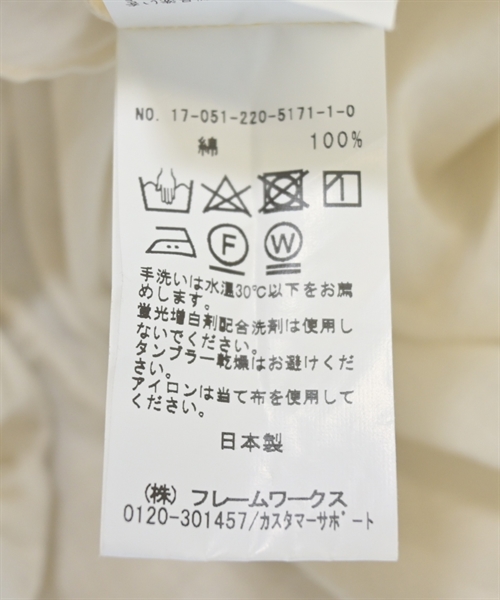 NO. 17-051-220-5171-1-0
綿 100%
F W
手洗いは水温30℃以下をお薦
めします。
蛍光増白剤配合洗剤は使用し
ないでください。
タンブラー乾燥はお避けくだ
さい。
アイロンは当て布を使用して
ください。
日本製
(株) フレームワークス
0120-301457/カスタマーサポート